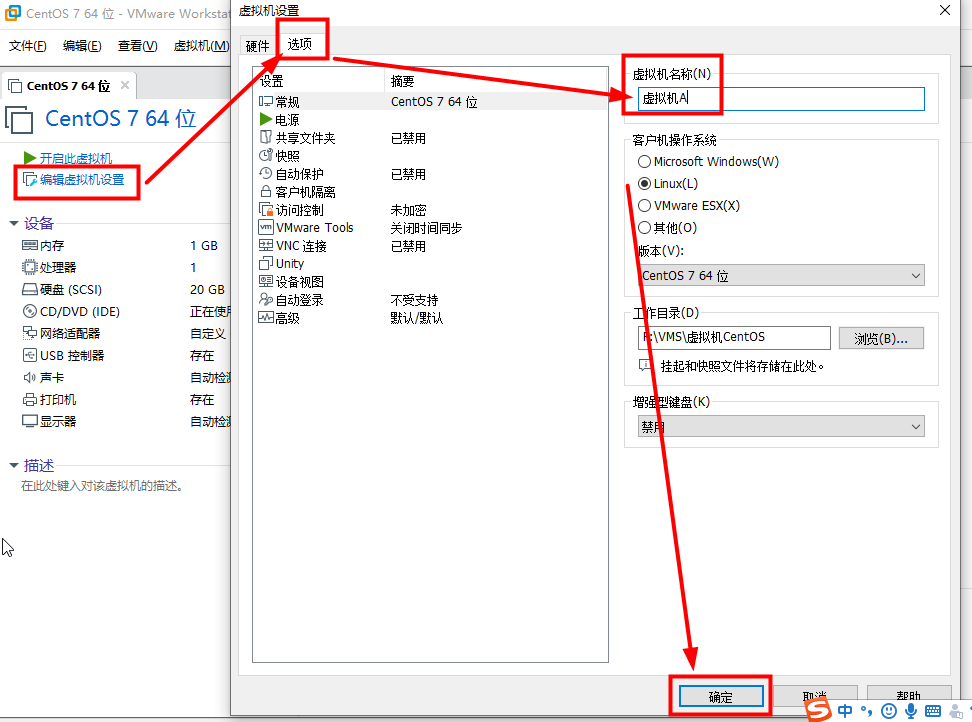 CentOS 7 64 位 - VMware Workstat
文件(F) 编辑(E) 查看(V) 虚拟机(M)
CentOS 7 64 位
CentOS 7 64 位
开启此虚拟机
编辑虚拟机设置
设备
内存 1 GB
处理器 1
硬盘 (SCSI) 20 GB
CD/DVD (IDE) 正在使用
网络适配器 自定义
USB 控制器 存在
声卡 自动检测
打印机 存在
显示器 自动检
描述
在此处键入对该虚拟机的描述。
虚拟机设置
硬件 选项
设置 摘要
常规 CentOS 7 64 位
电源
共享文件夹 已禁用
快照
自动保护 已禁用
客户机隔离
访问控制 未加密
VMware Tools 关闭时间同步
VNC 连接 已禁用
Unity
设备视图
自动登录 不受支持
高级 默认/默认
虚拟机名称(N)
虚拟机A
客户机操作系统
Microsoft Windows(W)
Linux(L)
VMware ESX(X)
其他(O)
版本(V):
CentOS 7 64 位
工作目录(D)
:\VMS\虚拟机CentOS 浏览(B)...
挂起和快照文件将存储在此处。
增强型键盘(K)
禁用
确定 取消 帮助
S 中